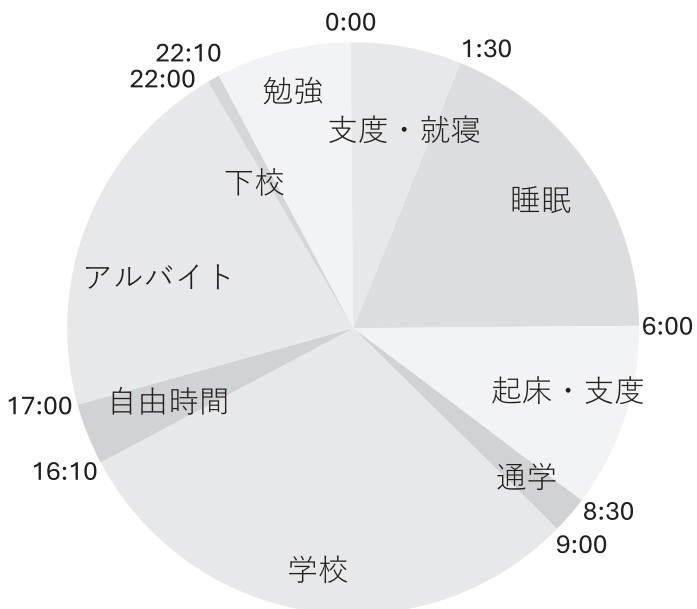 0:00
1:30
22:10
22:00
勉強
支度・就寝
下校
睡眠
アルバイト
6:00
起床・支度
17:00
自由時間
16:10
通学
8:30
9:00
学校